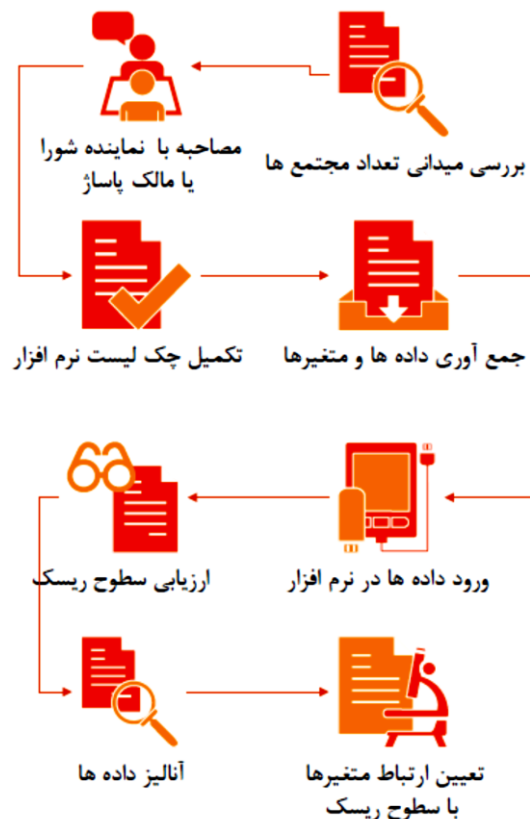 بررسی میدانی تعداد مجتمع ها
مصاحبه با نماینده شورا
یا مالک پاساژ
تکمیل چک لیست نرم افزار
جمع آوری داده ها و متغیرها
ورود داده ها در نرم افزار
ارزیابی سطوح ریسک
آنالیز داده ها
تعیین ارتباط متغیرها
با سطوح ریسک